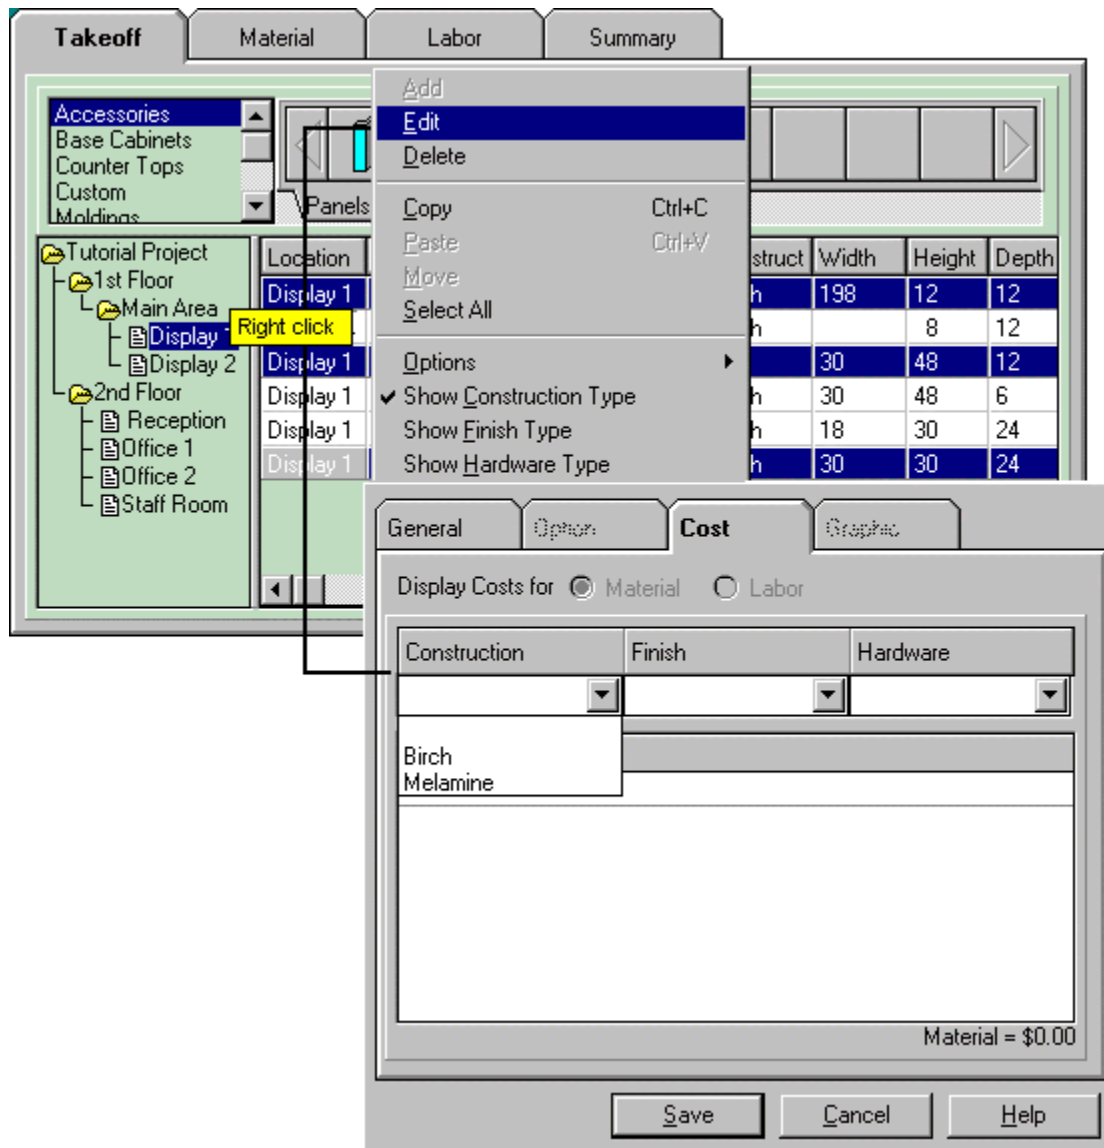 Takeoff Material Labor Summary
Accessories
Base Cabinets
Counter Tops
Custom
Moldings
Panels
Add
Edit
Delete
Copy Ctrl+C
Paste Ctrl+V
Move
Select All
Options
Show Construction Type
Show Finish Type
Show Hardware Type
Tutorial Project
1st Floor
Main Area
Display
Display 2
2nd Floor
Reception
Office 1
Office 2
Staff Room
Right click
Location struct Width Height Depth
Display 1 h 198 12 12
h 8 12
Display 1 30 48 12
Display 1 h 30 48 6
Display 1 h 18 30 24
Display 1 h 30 30 24
General Option Cost Graphic
Display Costs for Material Labor
Construction Finish Hardware
Birch
Melamine
Material = $0.00
Save Cancel Help